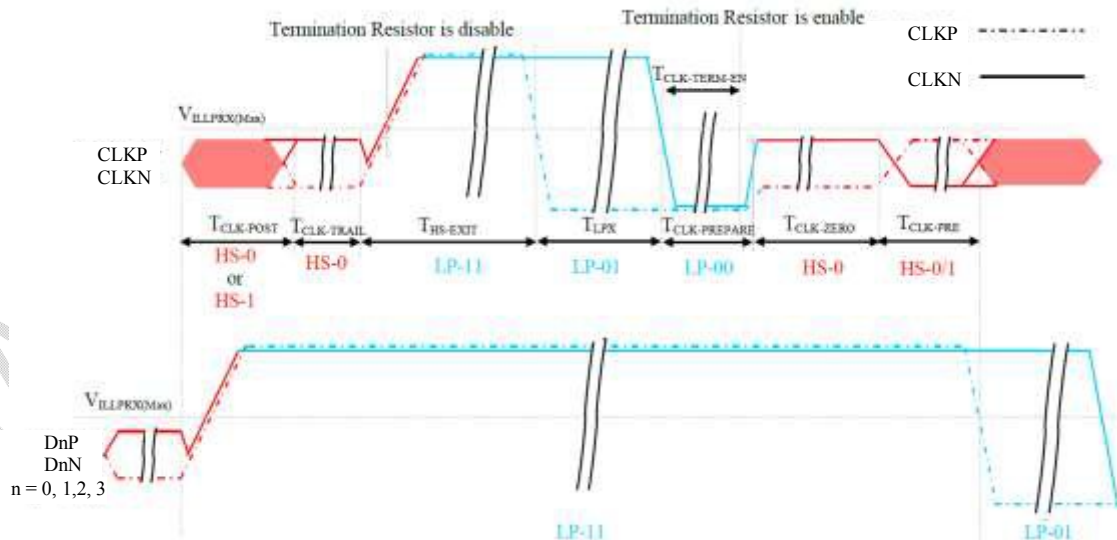 Termination Resistor is disable
Termination Resistor is enable
CLKP
CLKN
TCLK-TERM-EN
VILLPRX(Max)
CLKP
CLKN
TCLK-POST
TCLK-TRAIL
THS-EXIT
TLPX
TCLK-PREPARE
TCLK-ZERO
TCLK-PRE
HS-0
or
HS-1
HS-0
LP-11
LP-01
LP-00
HS-0
HS-0/1
VILLPRX(Max)
DnP
DnN
n = 0, 1,2, 3
LP-11
LP-01